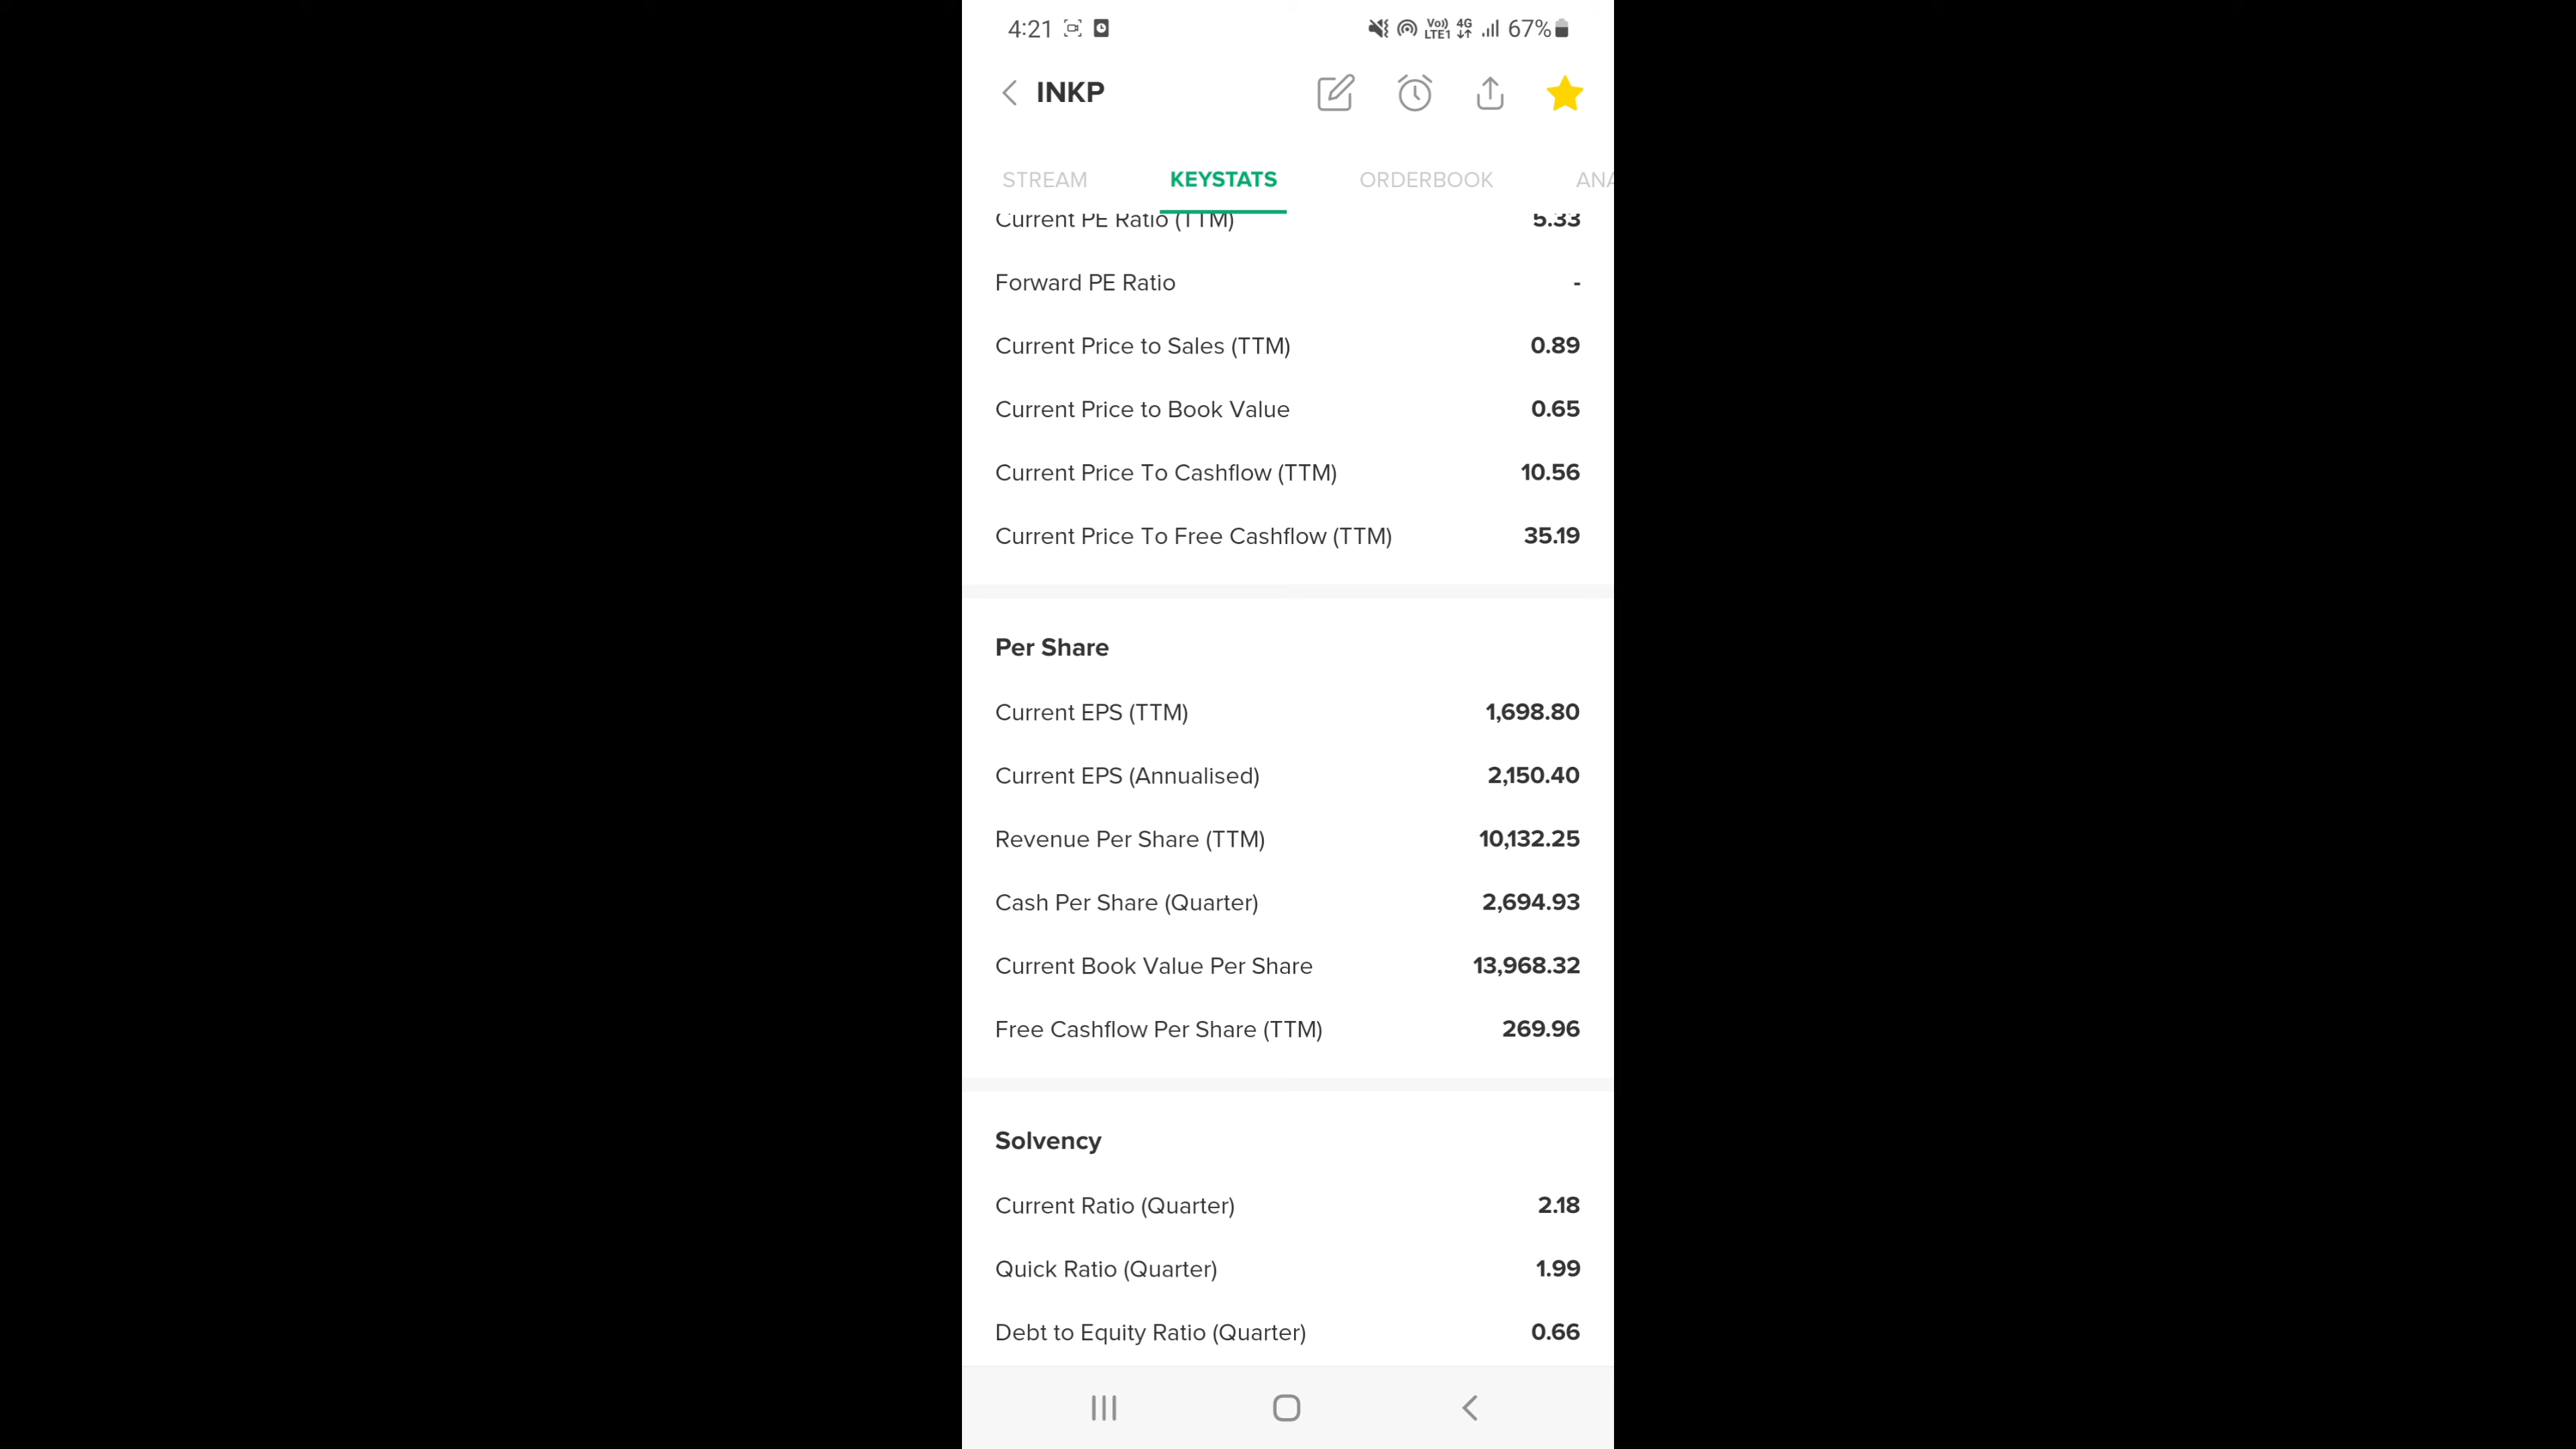 4:21 Vo)) LTE1 4G 67%
INKP
STREAM KEYSTATS ORDERBOOK ANA
Current PE Ratio (TTM) 5.33
Forward PE Ratio -
Current Price to Sales (TTM) 0.89
Current Price to Book Value 0.65
Current Price To Cashflow (TTM) 10.56
Current Price To Free Cashflow (TTM) 35.19
Per Share
Current EPS (TTM) 1,698.80
Current EPS (Annualised) 2,150.40
Revenue Per Share (TTM) 10,132.25
Cash Per Share (Quarter) 2,694.93
Current Book Value Per Share 13,968.32
Free Cashflow Per Share (TTM) 269.96
Solvency
Current Ratio (Quarter) 2.18
Quick Ratio (Quarter) 1.99
Debt to Equity Ratio (Quarter) 0.66